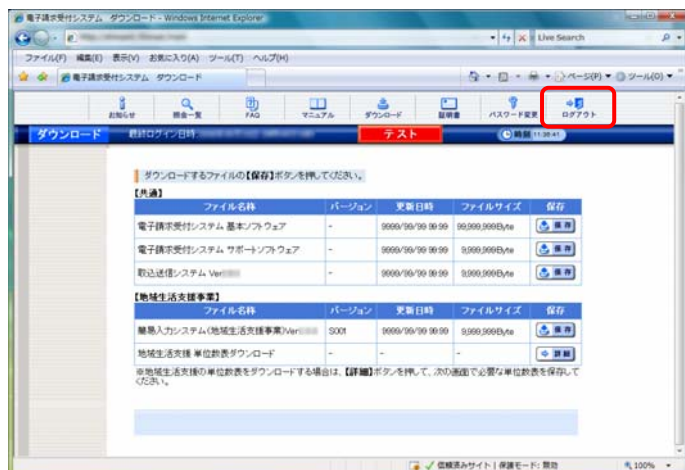 電子請求受付システム ダウンロード - Windows Internet Explorer
Live Search
ファイル(F) 編集(E) 表示(V) お気に入り(A) ツール(T) ヘルプ(H)
電子請求受付システム ダウンロード
ページ(P) ツール(O)
お知らせ 照会一覧 FAQ マニュアル ダウンロード 証明書 パスワード変更 ログアウト
ダウンロード 最終ログイン日時: テスト 時刻 11:38:41
ダウンロードするファイルの【保存】ボタンを押してください。
【共通】
ファイル名称 バージョン 更新日時 ファイルサイズ 保存
電子請求受付システム 基本ソフトウェア - 9999/99/99 99:99 99,999,999Byte 保存
電子請求受付システム サポートソフトウェア - 9999/99/99 99:99 9,999,999Byte 保存
取込送信システム Ver - 9999/99/99 99:99 9,999,999Byte 保存
【地域生活支援事業】
ファイル名称 バージョン 更新日時 ファイルサイズ 保存
簡易入力システム(地域生活支援事業)Ver S001 9999/99/99 99:99 9,999,999Byte 保存
地域生活支援 単位数表ダウンロード - - - 詳細
※地域生活支援の単位数表をダウンロードする場合は、【詳細】ボタンを押して、次の画面で必要な単位数表を保存して
ください。
信頼済みサイト | 保護モード: 無効 100%